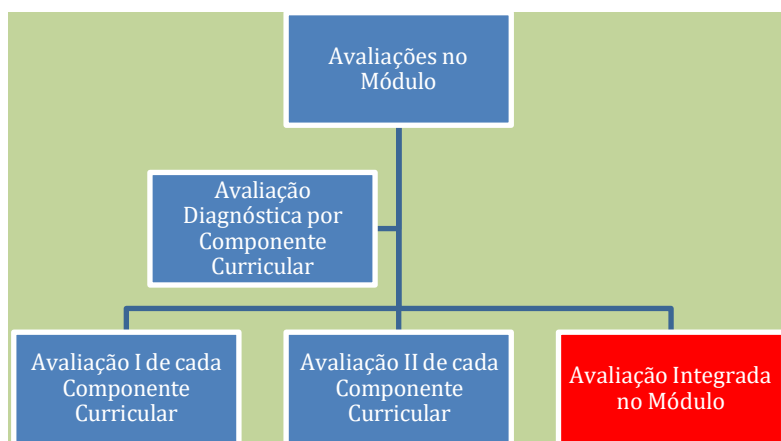 Avaliações no
Módulo
Avaliação
Diagnóstica por
Componente
Curricular
Avaliação I de cada
Componente
Curricular
Avaliação II de cada
Componente
Curricular
Avaliação Integrada
no Módulo